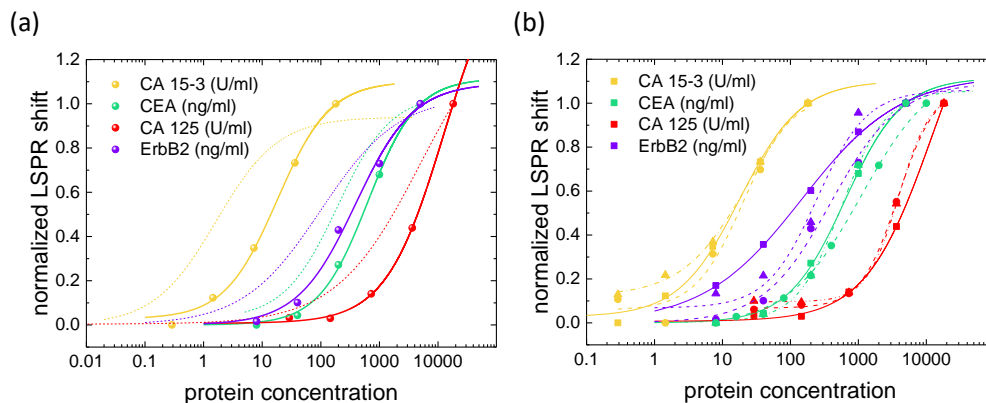 (a)
normalized LSPR shift
1.2
1.0
0.8
0.6
0.4
0.2
0.0
CA 15-3 (U/ml)
CEA (ng/ml)
CA 125 (U/ml)
ErbB2 (ng/ml)
0.01 0.1 1 10 100 1000 10000
protein concentration
(b)
normalized LSPR shift
1.2
1.0
0.8
0.6
0.4
0.2
0.0
CA 15-3 (U/ml)
CEA (ng/ml)
CA 125 (U/ml)
ErbB2 (ng/ml)
0.1 1 10 100 1000 10000
protein concentration